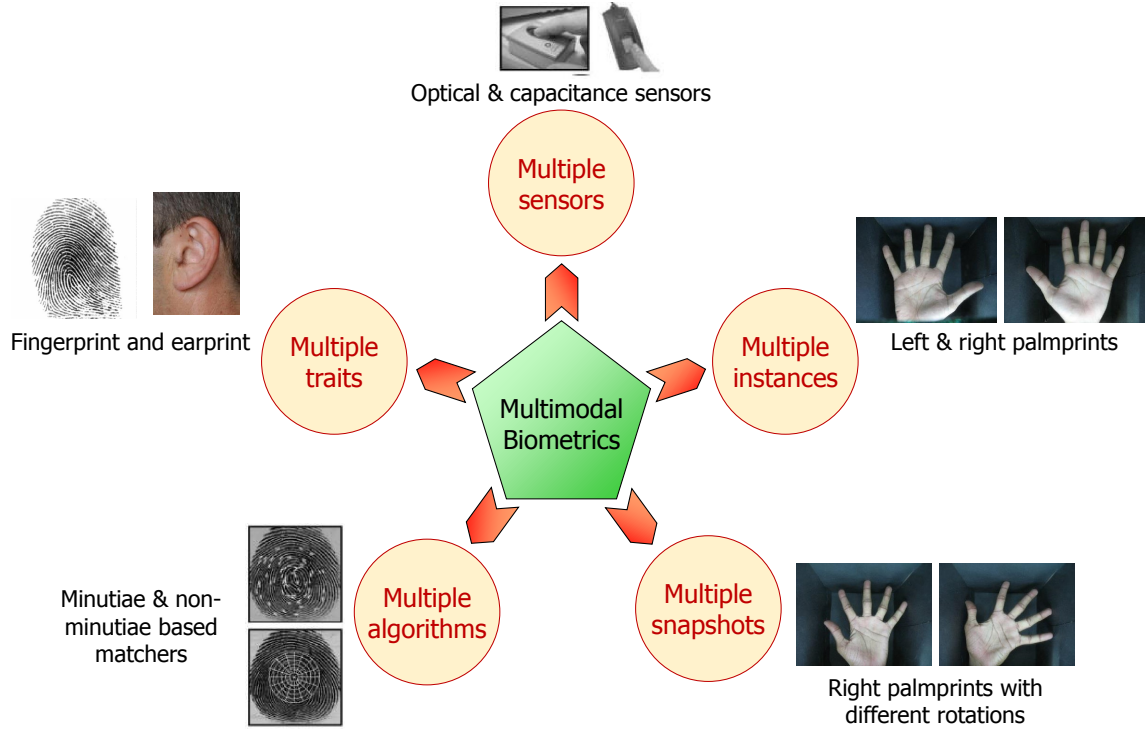 Optical & capacitance sensors
Multiple
sensors
Fingerprint and earprint
Multiple
traits
Multiple
instances
Left & right palmprints
Multimodal
Biometrics
Minutiae & non-
minutiae based
matchers
Multiple
algorithms
Multiple
snapshots
Right palmprints with
different rotations